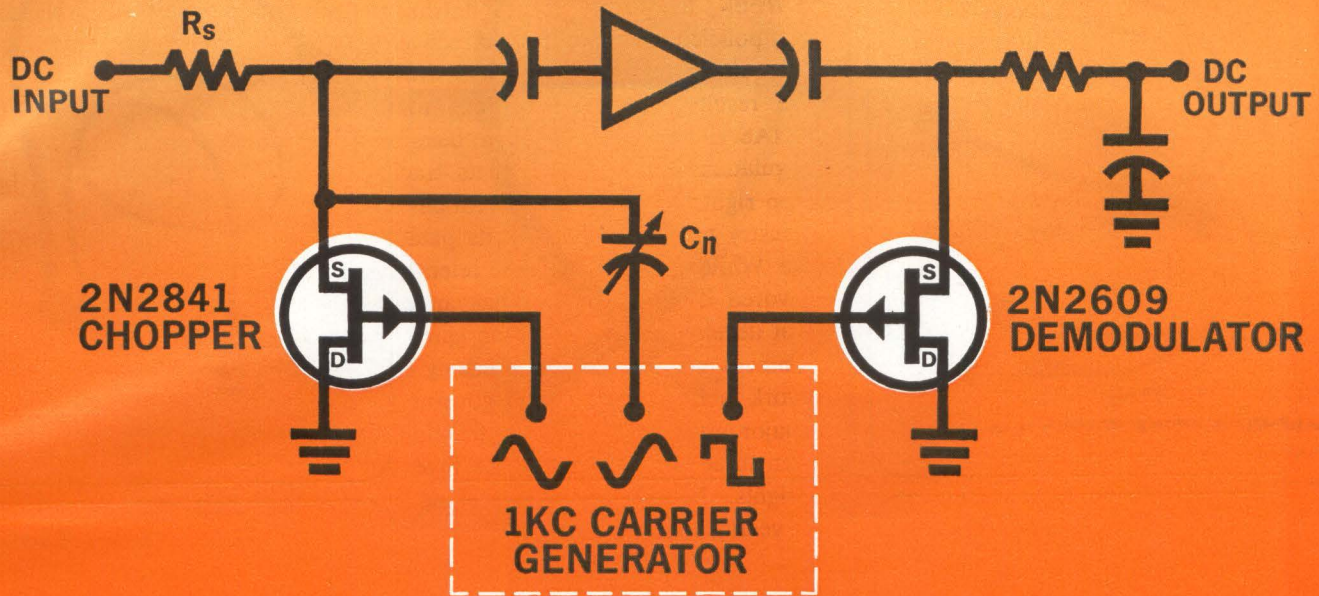 Rs
DC
INPUT
DC
OUTPUT
Cn
2N2841
CHOPPER
S
D
S
D
2N2609
DEMODULATOR
1KC CARRIER
GENERATOR